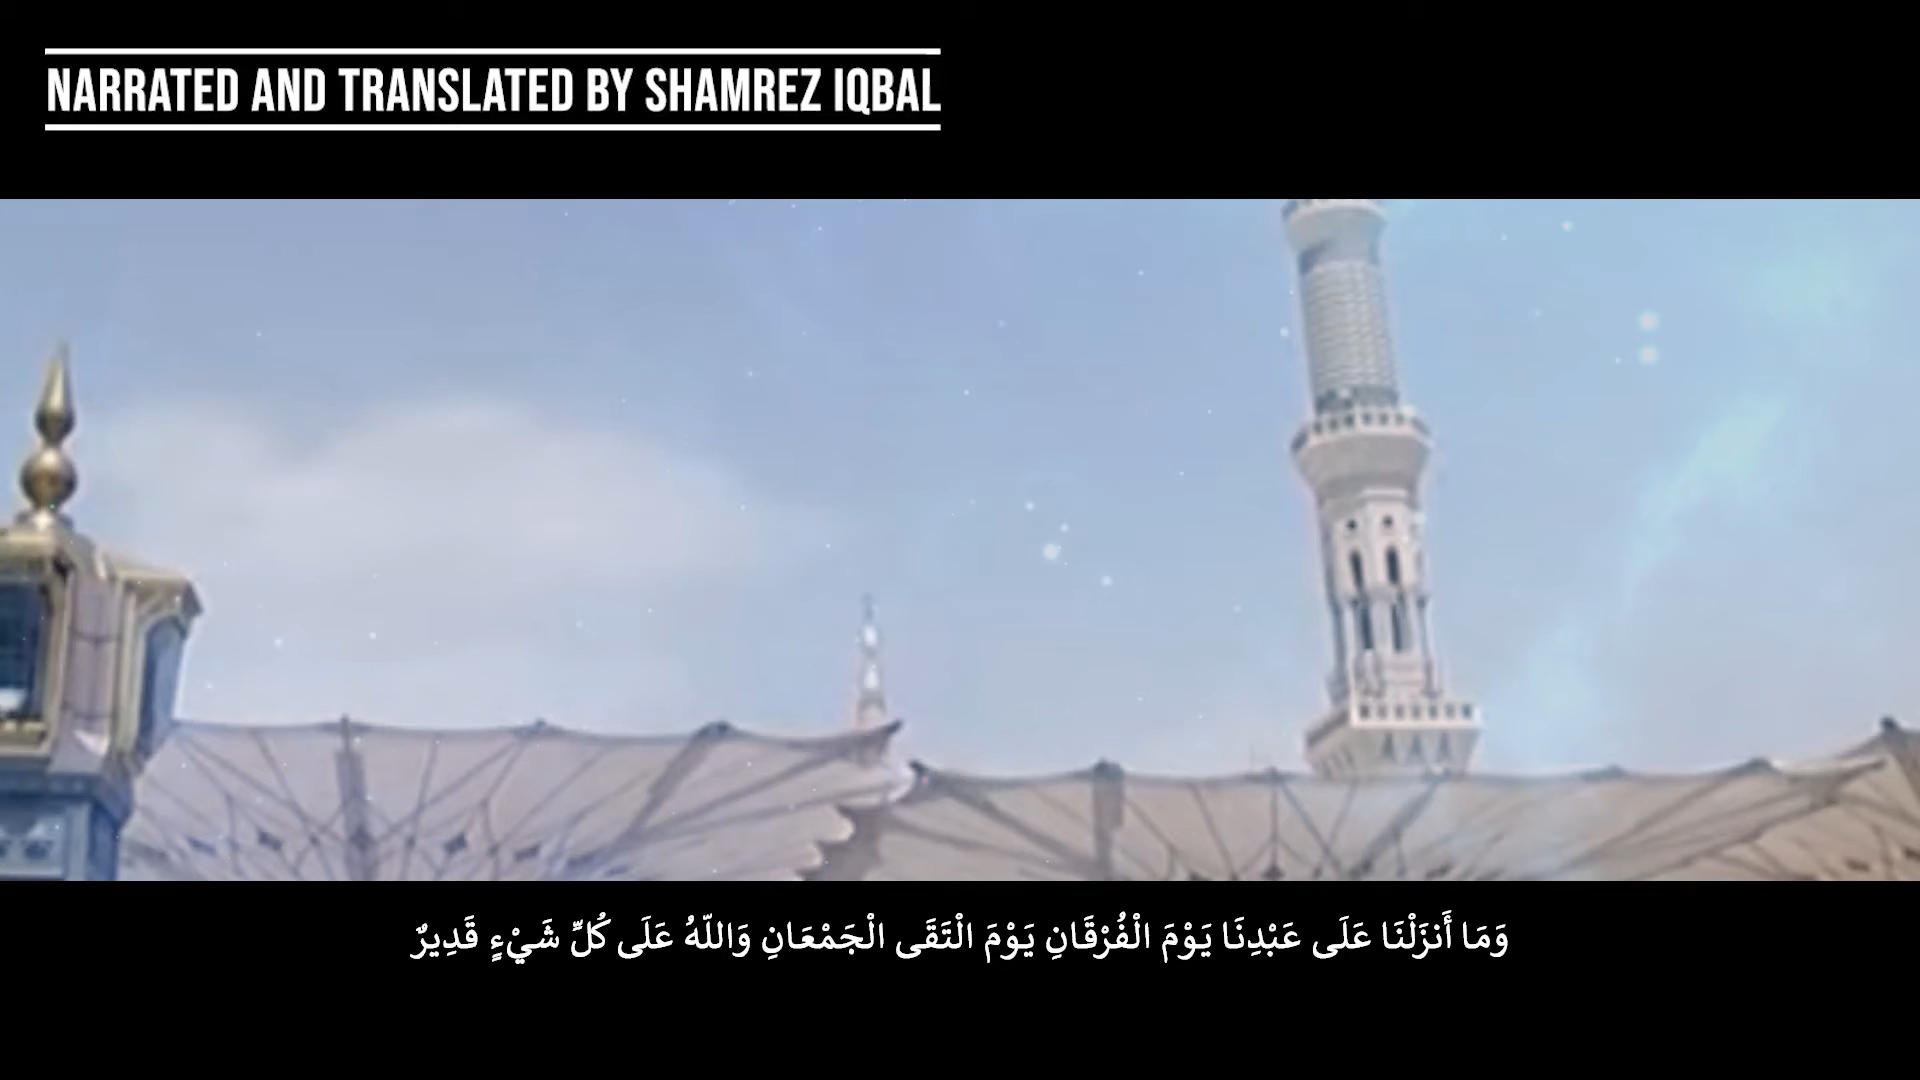 NARRATED AND TRANSLATED BY SHAMREZ IQBAL
وَمَا أَنزَلْنَا عَلَى عَبْدِنَا يَوْمَ الْفُرْقَانِ يَوْمَ الْتَقَى الْجَمْعَانِ وَاللّهُ عَلَى كُلِّ شَيْءٍ قَدِيرٌ